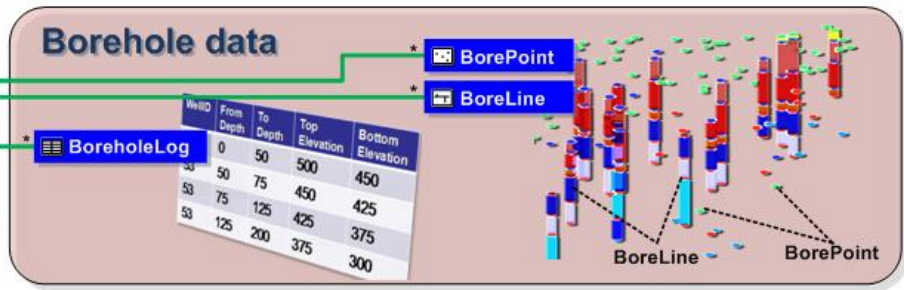 Borehole data
* BorePoint
* BoreLine
* BoreholeLog
WellID From Depth To Depth Top Elevation Bottom Elevation
0 50 500 450
53 50 75 450 425
53 75 125 425 375
53 125 200 375 300
BoreLine
BorePoint